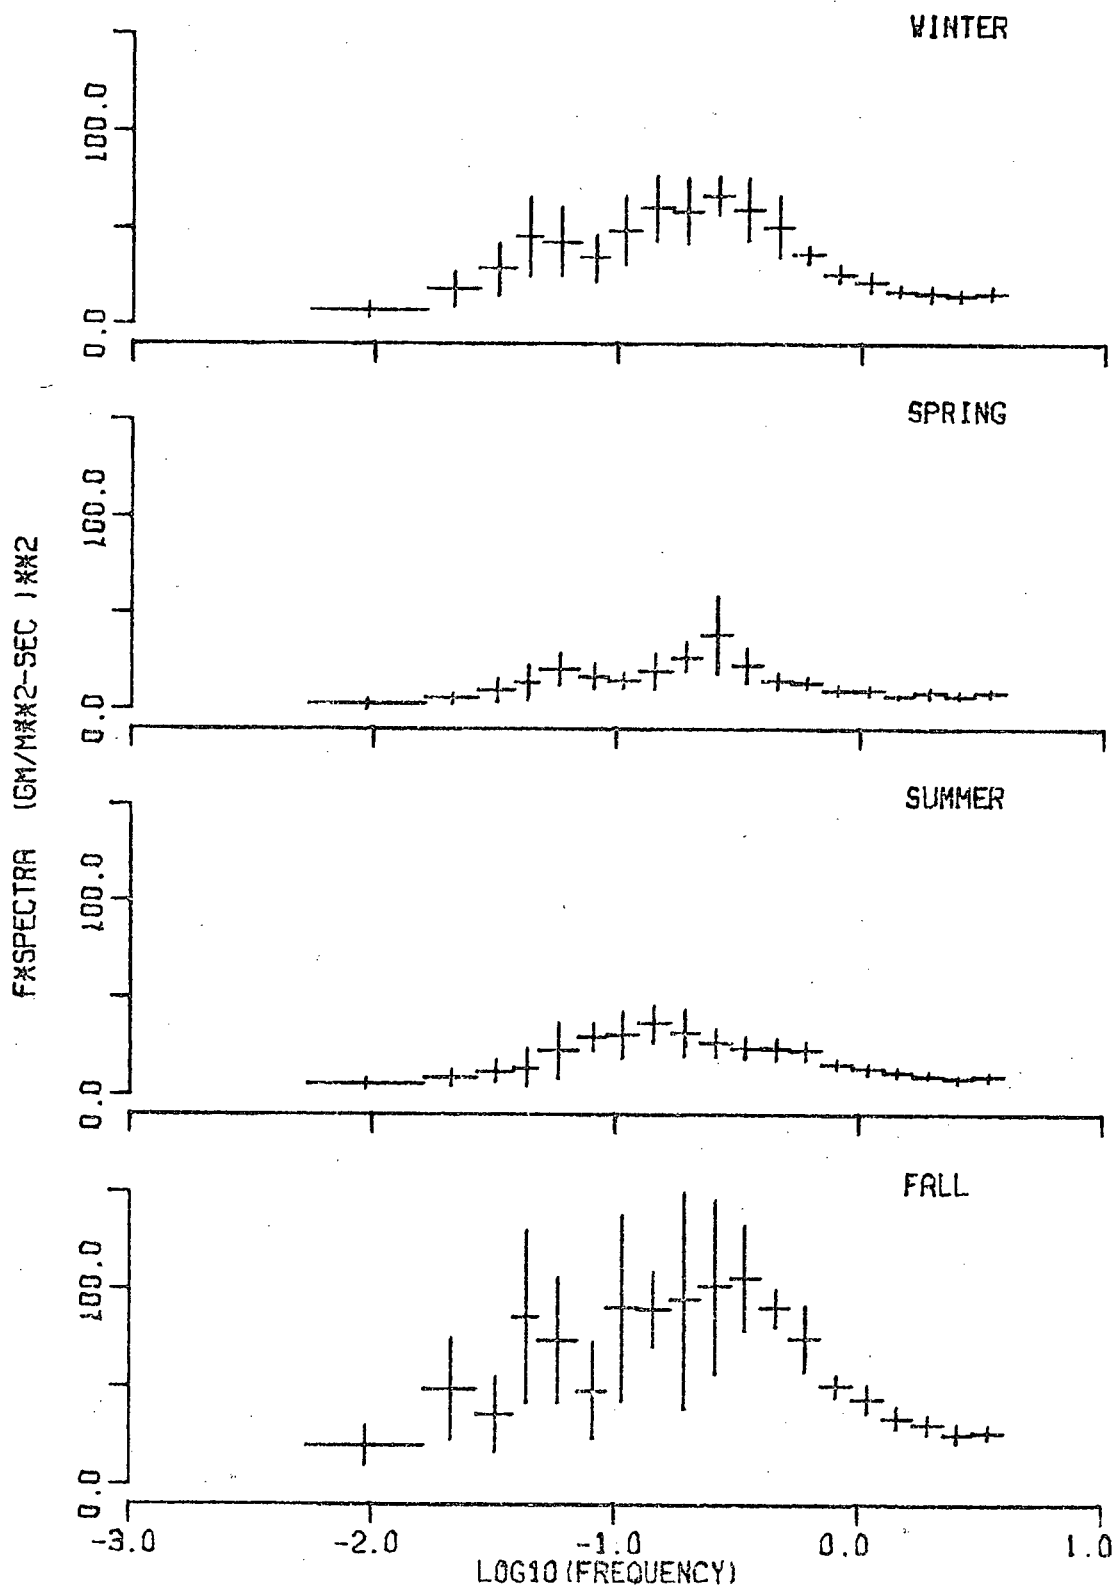 WINTER
100.0
0.0
SPRING
100.0
0.0
F*SPECTRA (GM/M**2-SEC )**2
SUMMER
100.0
0.0
FALL
100.0
0.0
-3.0 -2.0 -1.0 0.0 1.0
LOG10(FREQUENCY)